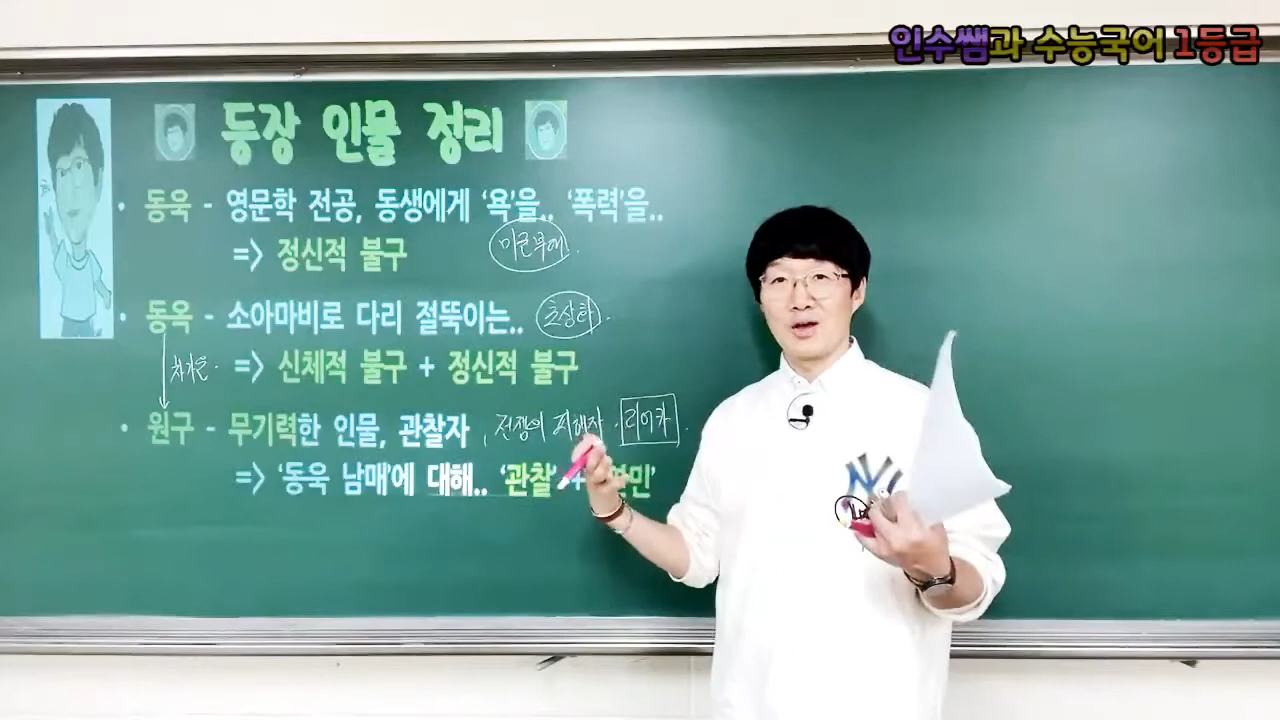 인수쌤과 수능국어 1등급
등장 인물 정리
• 동욱 - 영문학 전공, 동생에게 ‘욕’을.. ‘폭력’을..
=> 정신적 불구
미군부대
• 동옥 - 소아마비로 다리 절뚝이는.. 초상화
=> 신체적 불구 + 정신적 불구
• 원구 - 무기력한 인물, 관찰자, 전쟁의 피해자. 리어카
=> ‘동욱 남매’에 대해.. ‘관찰’ + 민’
NY